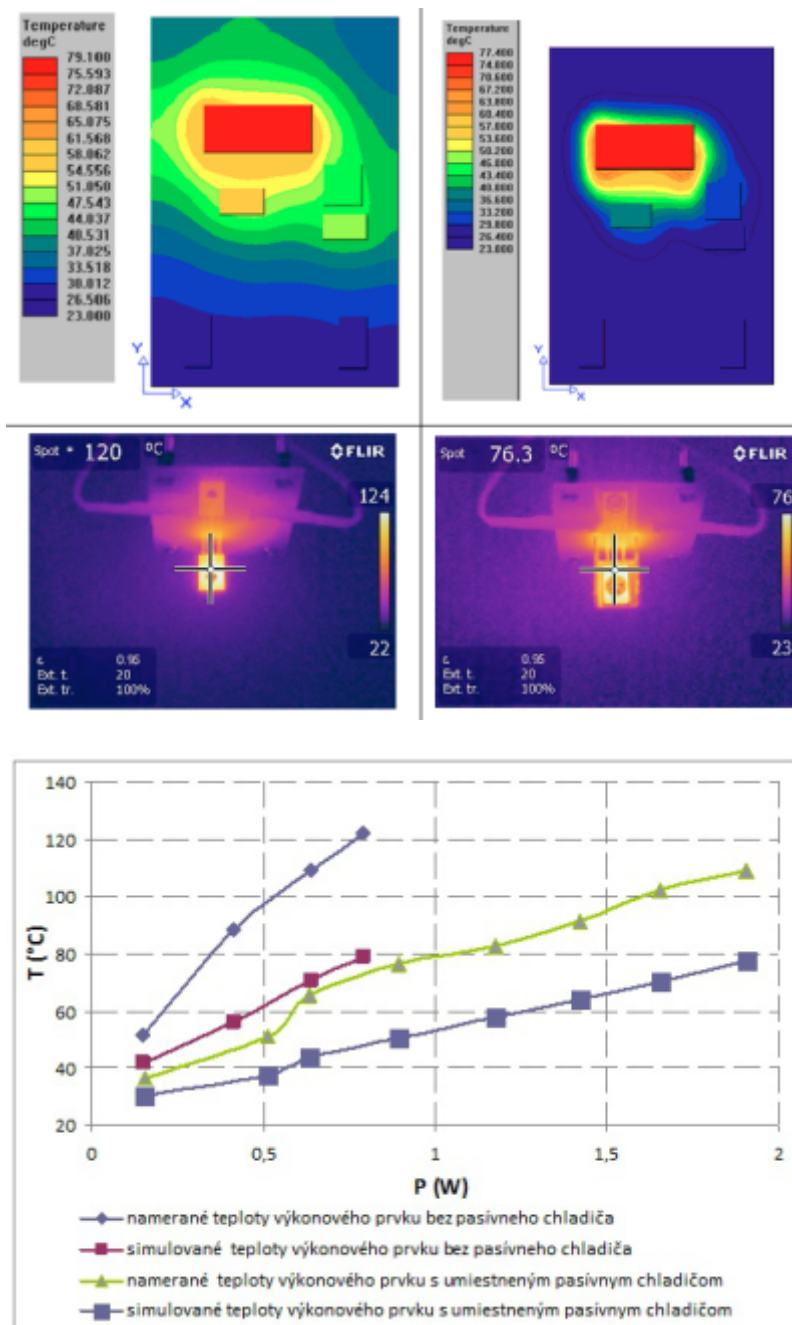 Temperature
degC
79.100
75.593
72.087
68.581
65.075
61.568
58.062
54.556
51.050
47.543
44.037
40.531
37.025
33.518
30.012
26.506
23.000
Y
X
Temperature
degC
77.400
74.000
70.600
67.200
63.800
60.400
57.000
53.600
50.200
46.800
43.400
40.000
36.600
33.200
29.800
26.400
23.000
Y
X
Spot 120 °C FLIR
124
22
ε 0.95
Ext. t. 20
Ext. tr. 100%
Spot 76.3 °C FLIR
76
23
ε 0.95
Ext. t. 20
Ext. tr. 100%
T (°C)
140
120
100
80
60
40
20
0 0,5 1 1,5 2
P (W)
namerané teploty výkonového prvku bez pasívneho chladiča
simulované teploty výkonového prvku bez pasívneho chladiča
namerané teploty výkonového prvku s umiestneným pasívnym chladičom
simulované teploty výkonového prvku s umiestneným pasívnym chladičom